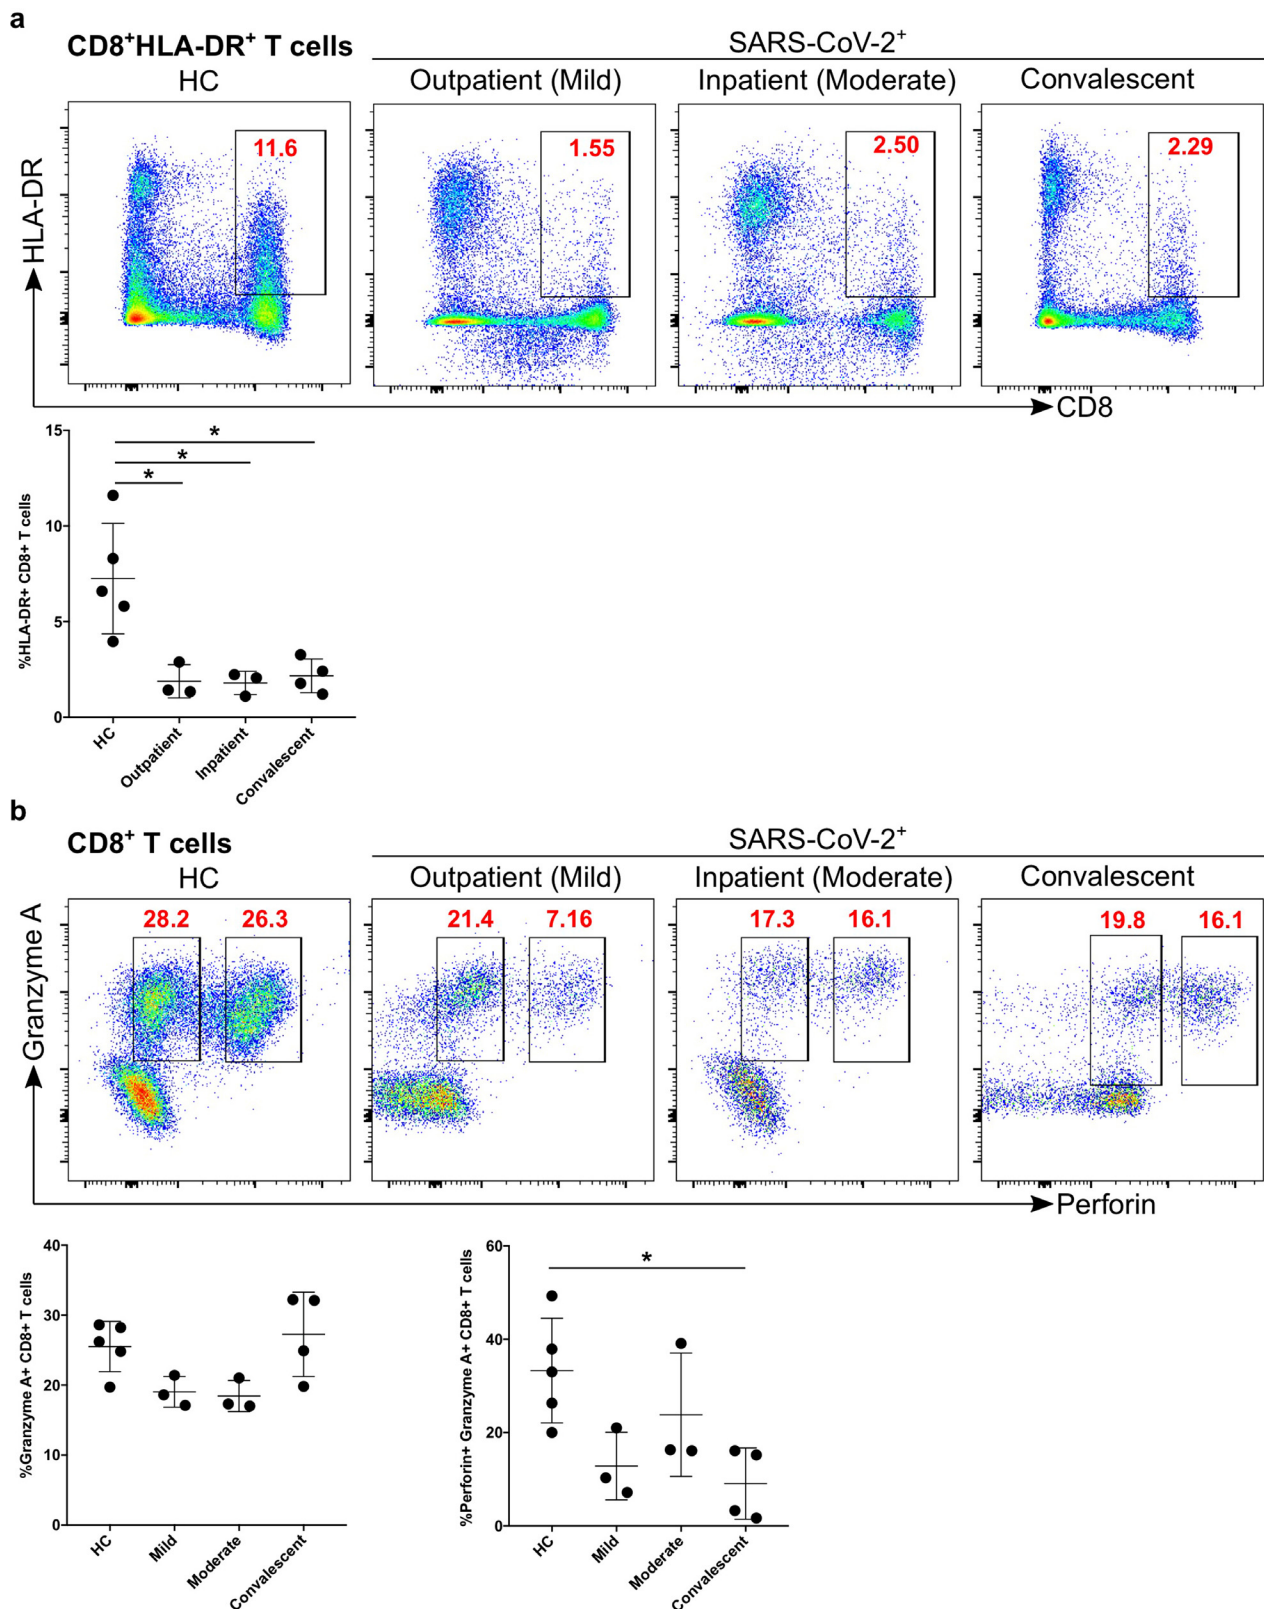 a
CD8⁺HLA-DR⁺ T cells
SARS-CoV-2⁺
HC
Outpatient (Mild)
Inpatient (Moderate)
Convalescent
11.6
1.55
2.50
2.29
HLA-DR
CD8
15
10
5
0
%HLA-DR+ CD8+ T cells
*
*
*
HC
Outpatient
Inpatient
Convalescent
b
CD8⁺ T cells
SARS-CoV-2⁺
HC
Outpatient (Mild)
Inpatient (Moderate)
Convalescent
28.2 26.3
21.4 7.16
17.3 16.1
19.8 16.1
Granzyme A
Perforin
40
30
20
10
0
%Granzyme A+ CD8+ T cells
HC
Mild
Moderate
Convalescent
60
40
20
0
%Perforin+ Granzyme A+ CD8+ T cells
*
HC
Mild
Moderate
Convalescent